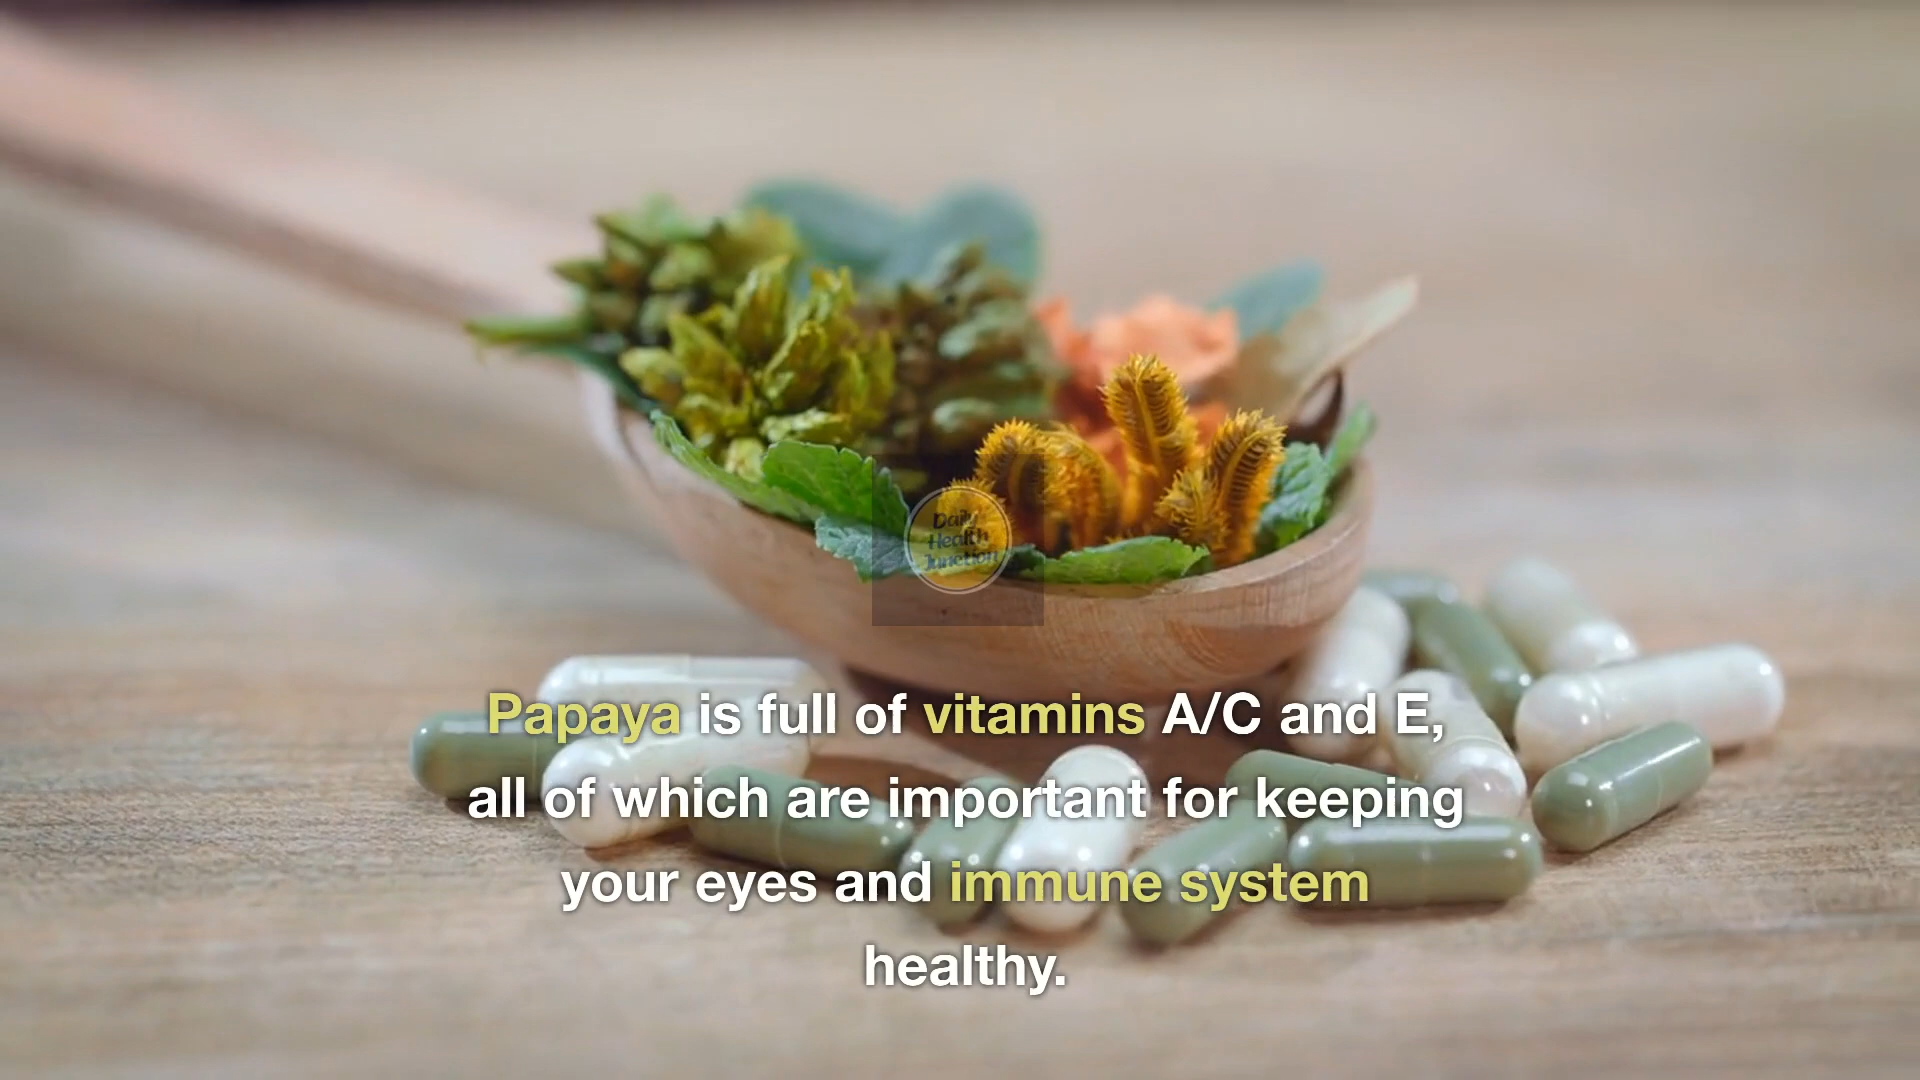 Daily
Health
Junction
Papaya is full of vitamins A/C and E,
all of which are important for keeping
your eyes and immune system
healthy.